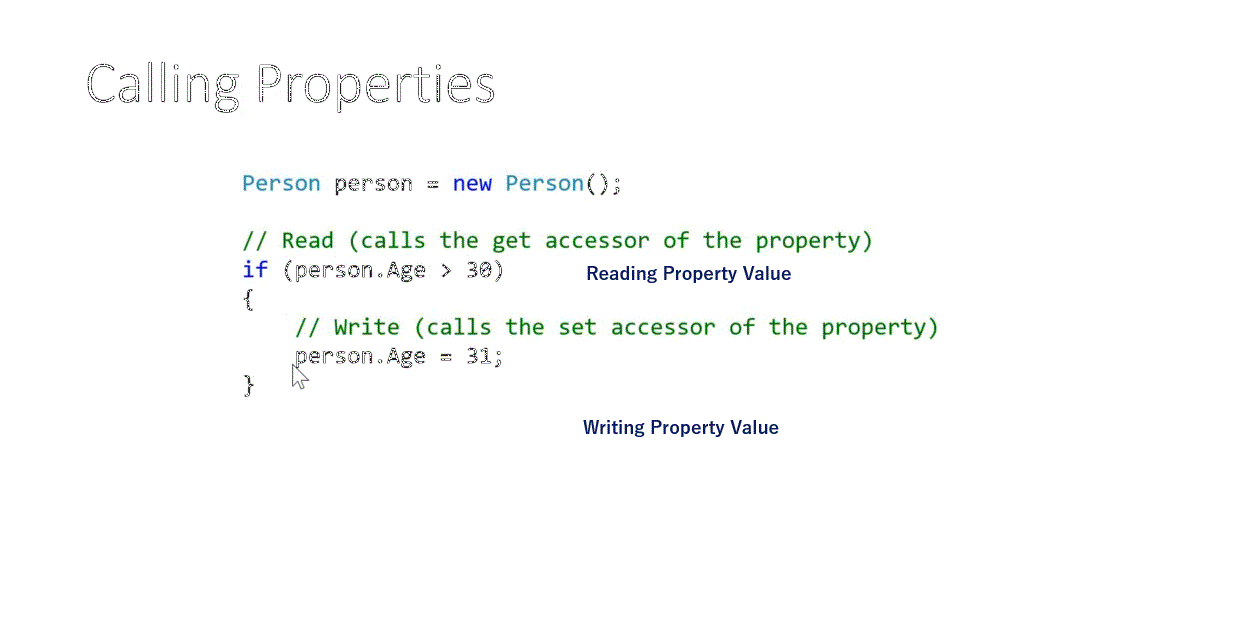 Calling Properties
Person person = new Person();
// Read (calls the get accessor of the property)
if (person.Age > 30)
Reading Property Value
{
// Write (calls the set accessor of the property)
person.Age = 31;
}
Writing Property Value